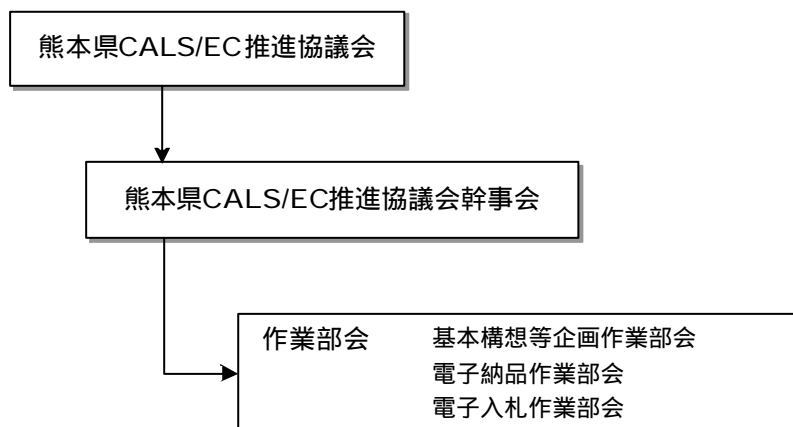 熊本県CALS/EC推進協議会
熊本県CALS/EC推進協議会幹事会
作業部会　基本構想等企画作業部会
電子納品作業部会
電子入札作業部会